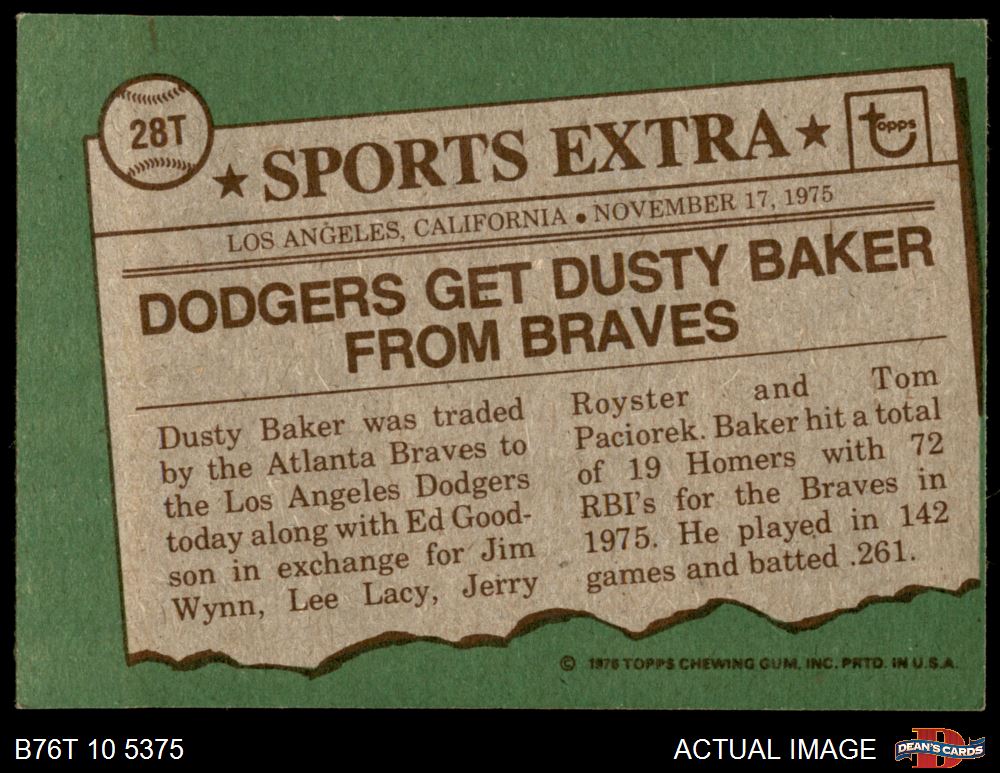 28T
★ SPORTS EXTRA ★
topps
LOS ANGELES, CALIFORNIA • NOVEMBER 17, 1975
DODGERS GET DUSTY BAKER
FROM BRAVES
Dusty Baker was traded
by the Atlanta Braves to
the Los Angeles Dodgers
today along with Ed Good-
son in exchange for Jim
Wynn, Lee Lacy, Jerry
Royster and Tom
Paciorek. Baker hit a total
of 19 Homers with 72
RBI's for the Braves in
1975. He played in 142
games and batted .261.
© 1976 TOPPS CHEWING GUM, INC. PRTD. IN U.S.A.
B76T 10 5375
ACTUAL IMAGE
DEAN'S CARDS